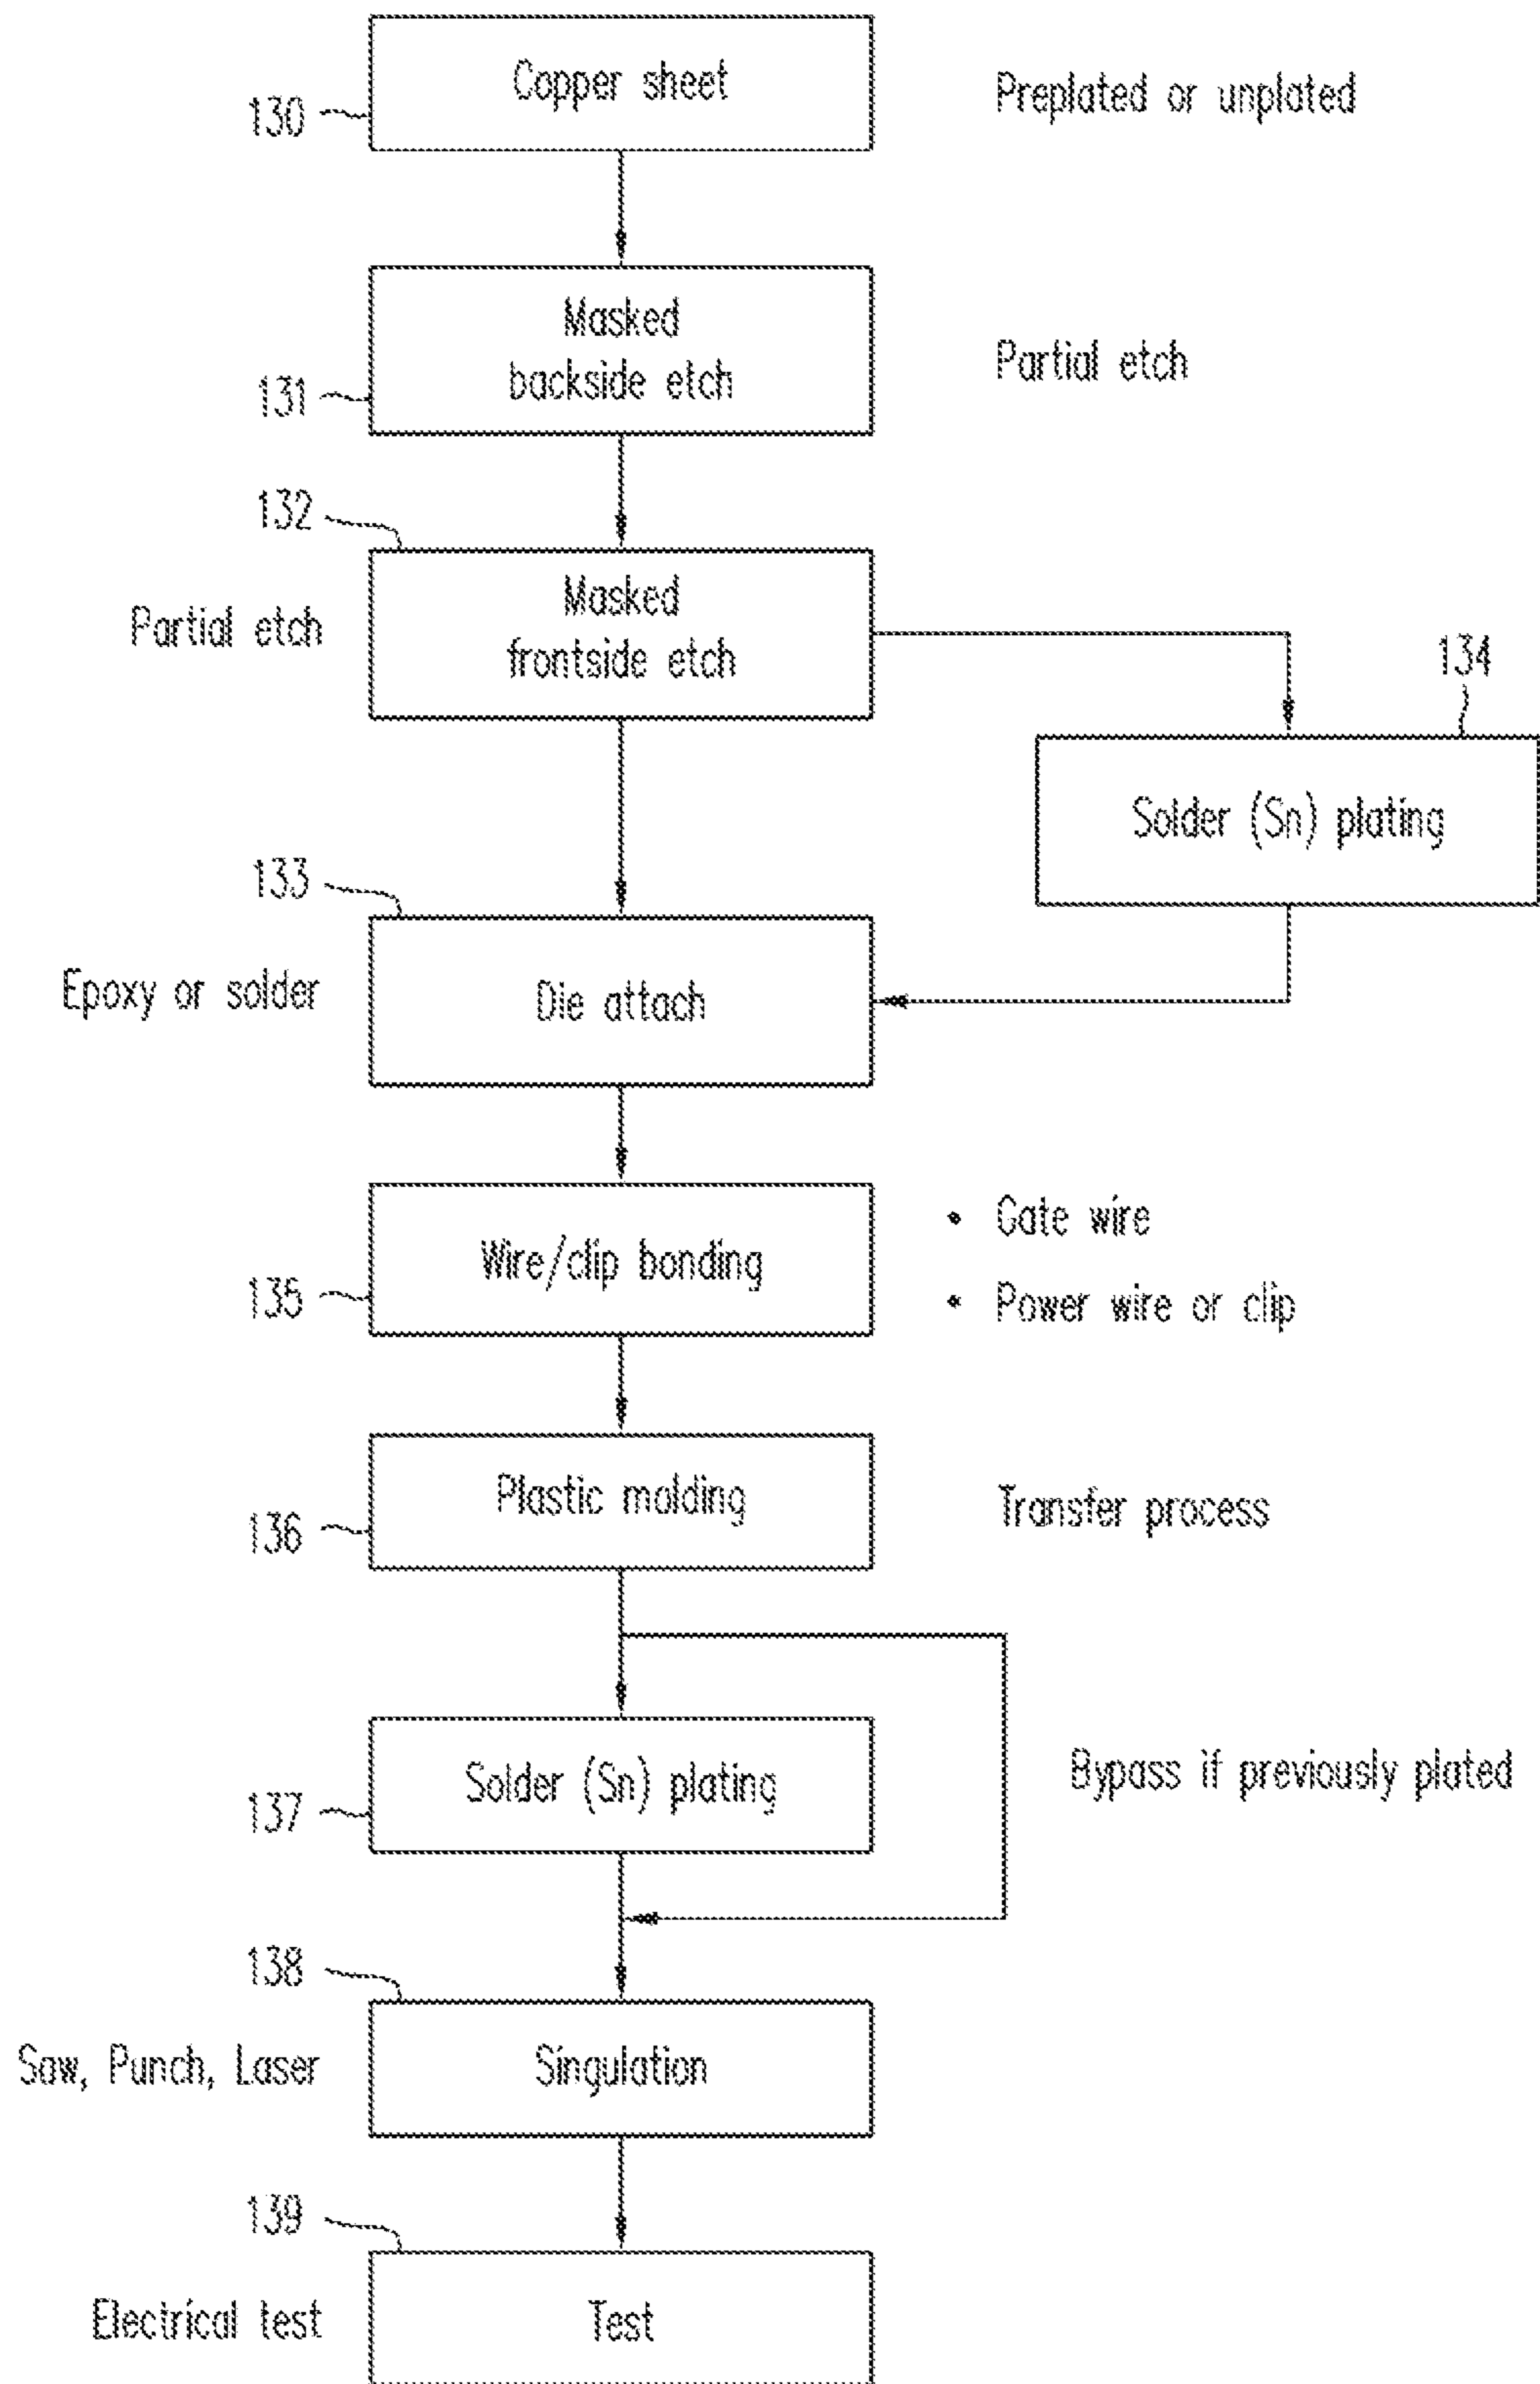 Copper sheet
130
Preplated or unplated
Masked
backside etch
131
Partial etch
132
Masked
frontside etch
Partial etch
134
Solder (Sn) plating
133
Die attach
Epoxy or solder
Wire/clip bonding
135
• Gate wire
• Power wire or clip
Plastic molding
136
Transfer process
Solder (Sn) plating
137
Bypass if previously plated
138
Singulation
Saw, Punch, Laser
139
Test
Electrical test